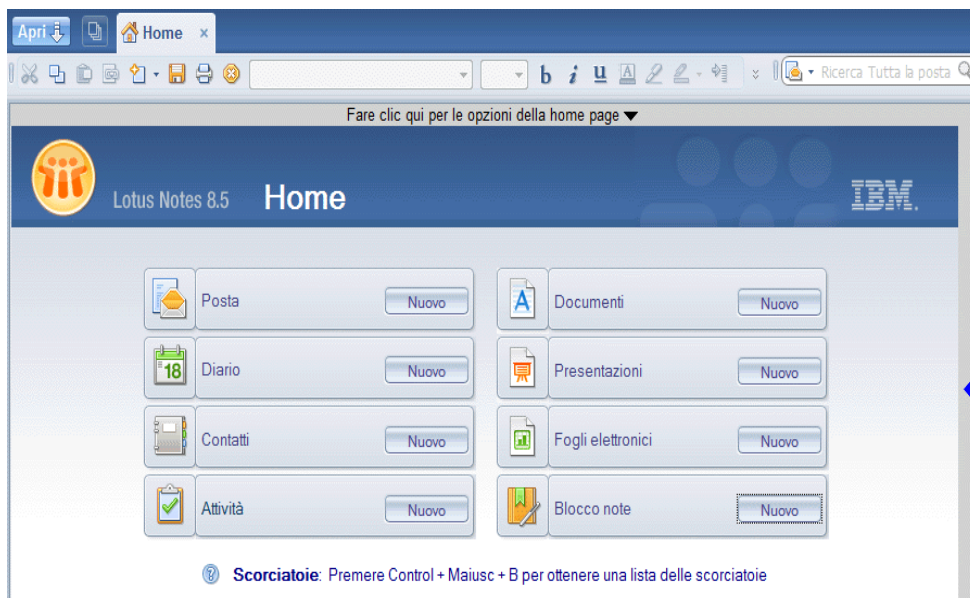 Apri Home ×
b i u A Ricerca Tutta la posta
Fare clic qui per le opzioni della home page
Lotus Notes 8.5 Home IBM.
Posta Nuovo A Documenti Nuovo
18 Diario Nuovo Presentazioni Nuovo
Contatti Nuovo Fogli elettronici Nuovo
Attività Nuovo Blocco note Nuovo
? Scorciatoie: Premere Control + Maiusc + B per ottenere una lista delle scorciatoie